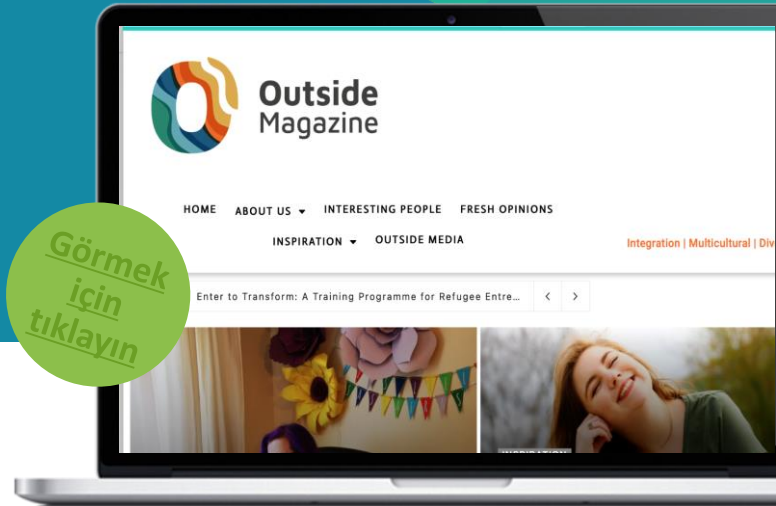 Outside
Magazine
HOME ABOUT US INTERESTING PEOPLE FRESH OPINIONS
INSPIRATION OUTSIDE MEDIA
Integration | Multicultural | Div
Görmek
için
tıklayın
Enter to Transform: A Training Programme for Refugee Entre...
INSPIRATION